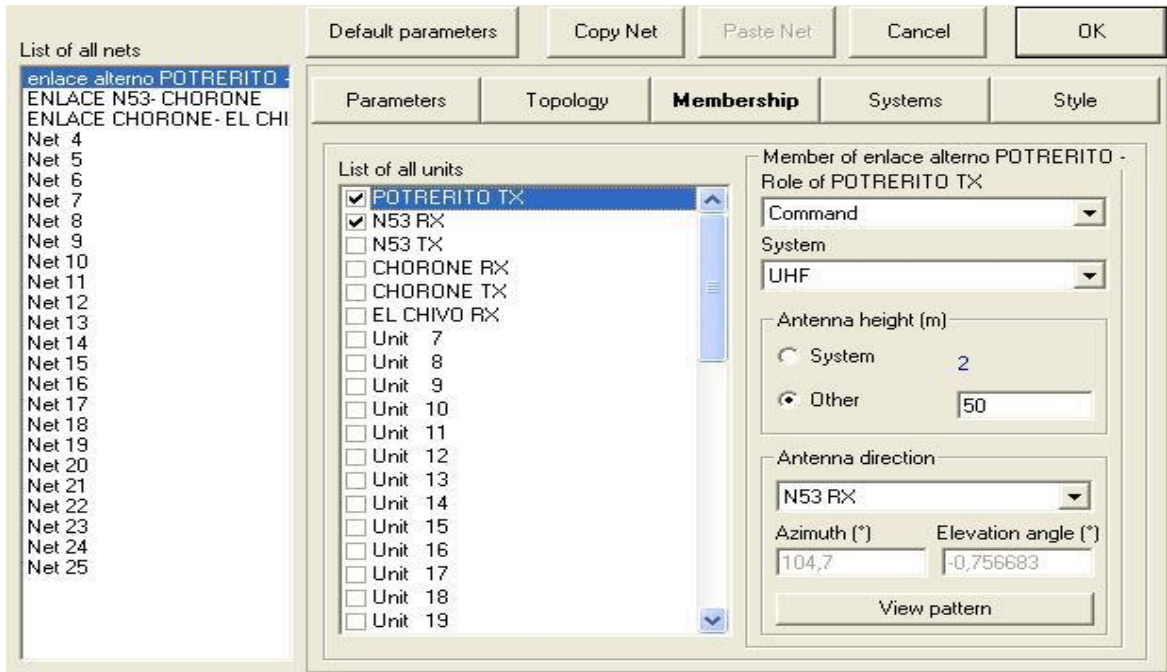 Default parameters
Copy Net
Paste Net
Cancel
OK
List of all nets
enlace alterno POTRERITO -
ENLACE N53- CHORONE
ENLACE CHORONE- EL CHI
Net 4
Net 5
Net 6
Net 7
Net 8
Net 9
Net 10
Net 11
Net 12
Net 13
Net 14
Net 15
Net 16
Net 17
Net 18
Net 19
Net 20
Net 21
Net 22
Net 23
Net 24
Net 25
Parameters
Topology
Membership
Systems
Style
List of all units
POTRERITO TX
N53 RX
N53 TX
CHORONE RX
CHORONE TX
EL CHIVO RX
Unit 7
Unit 8
Unit 9
Unit 10
Unit 11
Unit 12
Unit 13
Unit 14
Unit 15
Unit 16
Unit 17
Unit 18
Unit 19
Member of enlace alterno POTRERITO -
Role of POTRERITO TX
Command
System
UHF
Antenna height (m)
System 2
Other 50
Antenna direction
N53 RX
Azimuth (°) Elevation angle (°)
104,7 -0,756683
View pattern